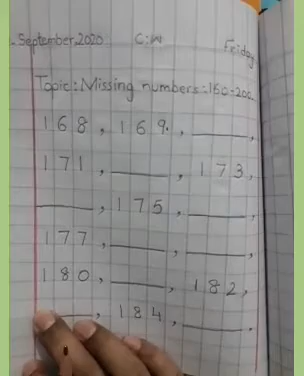 . September, 2020 C:W Friday
Topic: Missing numbers: 160-200.
168, 169, ____,
171, ____, 173,
____, 175, ____,
177, ____, ____,
180, ____, 182,
____, 184, ____,